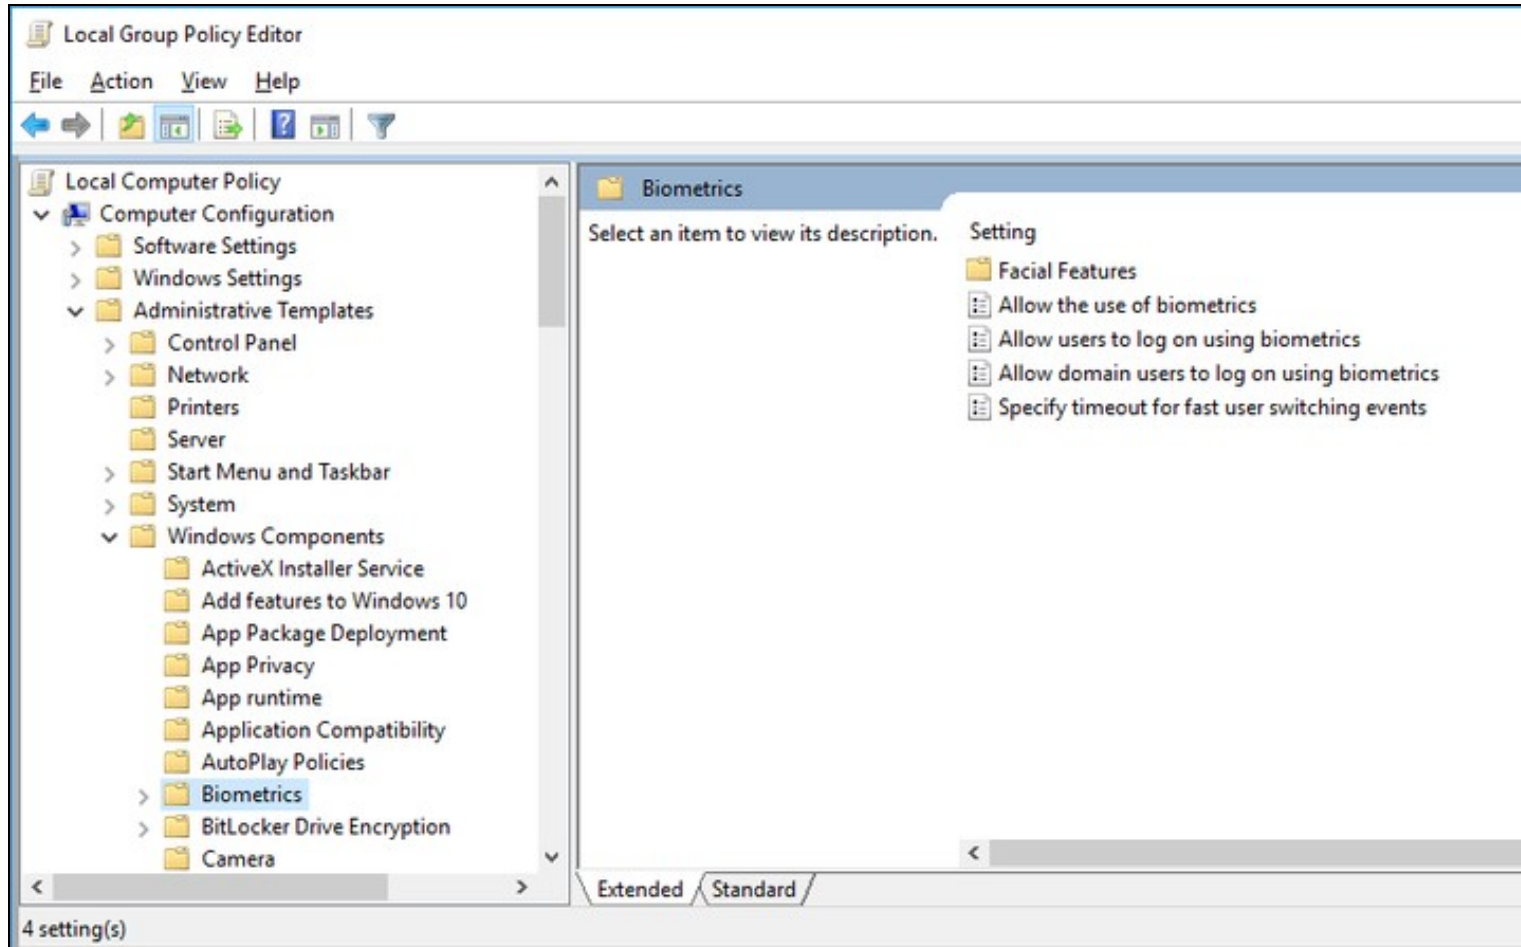 Local Group Policy Editor
File Action View Help
Local Computer Policy
Computer Configuration
Software Settings
Windows Settings
Administrative Templates
Control Panel
Network
Printers
Server
Start Menu and Taskbar
System
Windows Components
ActiveX Installer Service
Add features to Windows 10
App Package Deployment
App Privacy
App runtime
Application Compatibility
AutoPlay Policies
Biometrics
BitLocker Drive Encryption
Camera
Biometrics
Select an item to view its description.
Setting
Facial Features
Allow the use of biometrics
Allow users to log on using biometrics
Allow domain users to log on using biometrics
Specify timeout for fast user switching events
Extended Standard
4 setting(s)